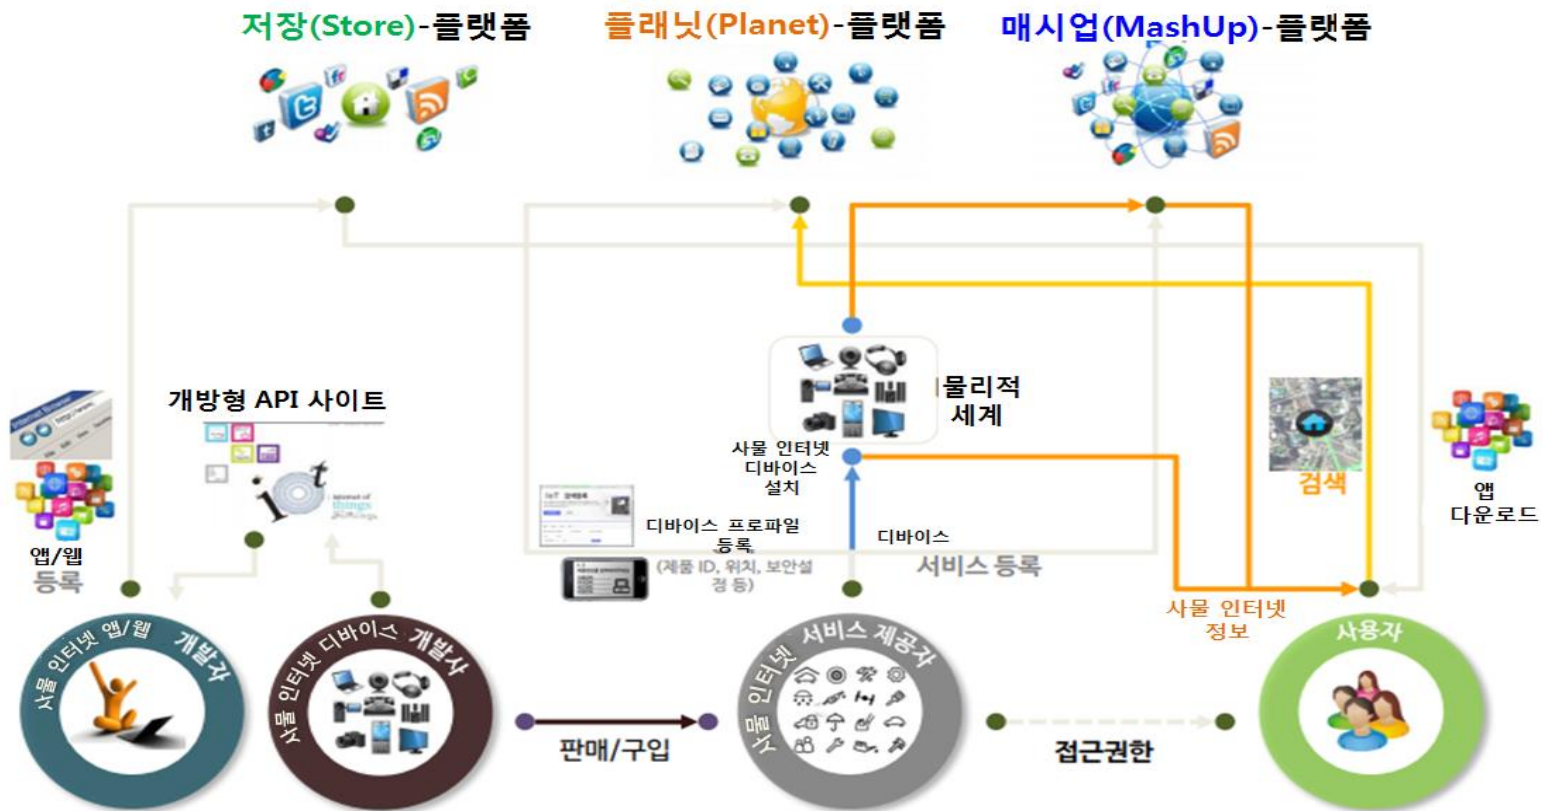 저장(Store)-플랫폼
플래닛(Planet)-플랫폼
매시업(MashUp)-플랫폼
개방형 API 사이트
물리적
세계
사물 인터넷
디바이스
설치
검색
앱
다운로드
iot
internet of
things
IoT
디바이스 프로파일
등록
(제품 ID, 위치, 보안설
정 등)
디바이스
서비스 등록
앱/웹
등록
사물 인터넷
정보
사물 인터넷 앱/웹 개발자
사물 인터넷 디바이스 개발사
사물 인터넷 서비스 제공자
사용자
판매/구입
접근권한